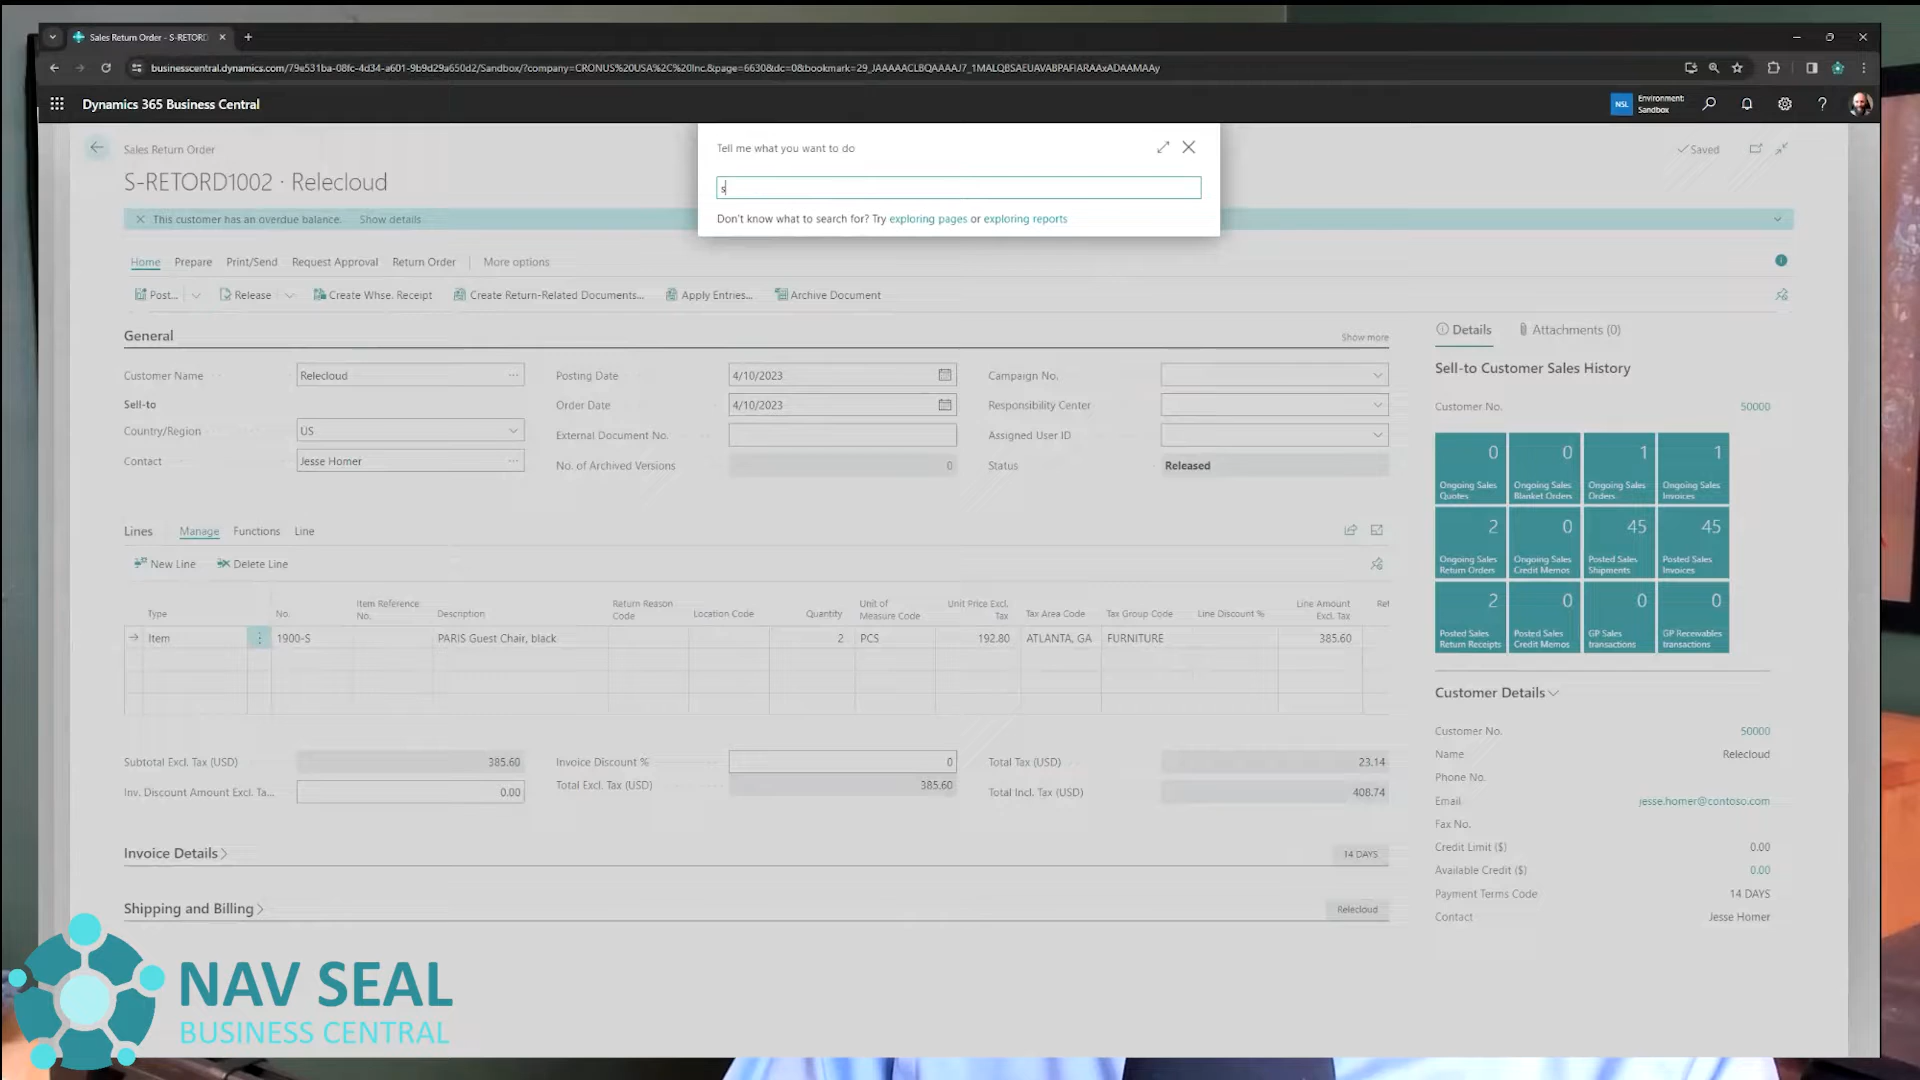 Sales Return Order - S-RETORD
businesscentral.dynamics.com/79e531ba-08fc-4d34-a601-9b9d29a650d2/Sandbox/?company=CRONUS%20USA%2C%20Inc.&page=6630&dc=0&bookmark=29_JAAAAACLBQAAAAJ7_1MALQBSAEUAVABPAFIARAAxADAAMAAy
Dynamics 365 Business Central
NSL
Environment:
Sandbox
Sales Return Order
Tell me what you want to do
Saved
S-RETORD1002 · Relecloud
s
This customer has an overdue balance. Show details
Don't know what to search for? Try exploring pages or exploring reports
Home Prepare Print/Send Request Approval Return Order More options
Post... Release Create Whse. Receipt Create Return-Related Documents... Apply Entries... Archive Document
General
Show more
Customer Name Relecloud
Sell-to
Country/Region US
Contact Jesse Homer
Posting Date 4/10/2023
Order Date 4/10/2023
External Document No.
No. of Archived Versions 0
Campaign No.
Responsibility Center
Assigned User ID
Status Released
Lines Manage Functions Line
New Line Delete Line
Type No. Item Reference No. Description Return Reason Code Location Code Quantity Unit of Measure Code Unit Price Excl. Tax Tax Area Code Tax Group Code Line Discount % Line Amount Excl. Tax Ret
Item 1900-S PARIS Guest Chair, black 2 PCS 192.80 ATLANTA, GA FURNITURE 385.60
Subtotal Excl. Tax (USD) 385.60
Inv. Discount Amount Excl. Ta... 0.00
Invoice Discount % 0
Total Excl. Tax (USD) 385.60
Total Tax (USD) 23.14
Total Incl. Tax (USD) 408.74
Invoice Details
14 DAYS
Shipping and Billing
Relecloud
Details Attachments (0)
Sell-to Customer Sales History
Customer No. 50000
0 0 1 1
Ongoing Sales Quotes Ongoing Sales Blanket Orders Ongoing Sales Orders Ongoing Sales Invoices
2 0 45 45
Ongoing Sales Return Orders Ongoing Sales Credit Memos Posted Sales Shipments Posted Sales Invoices
2 0 0 0
Posted Sales Return Receipts Posted Sales Credit Memos GP Sales transactions GP Receivables transactions
Customer Details
Customer No. 50000
Name Relecloud
Phone No.
Email jesse.homer@contoso.com
Fax No.
Credit Limit ($) 0.00
Available Credit ($) 0.00
Payment Terms Code 14 DAYS
Contact Jesse Homer
NAV SEAL
BUSINESS CENTRAL